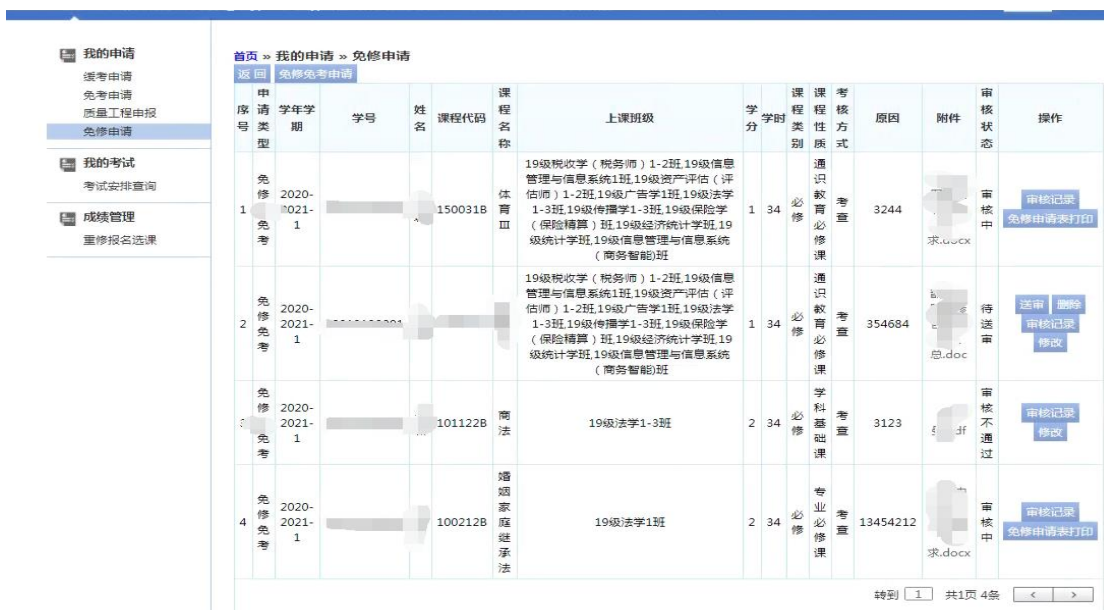 我的申请
缓考申请
免考申请
质量工程申报
免修申请
我的考试
考试安排查询
成绩管理
重修报名选课
首页 » 我的申请 » 免修申请
返 回 免修免考申请
序号 申请类型 学年学期 学号 姓名 课程代码 课程名称 上课班级 学分 学时 课程类别 课程性质 考核方式 原因 附件 审核状态 操作
1 免修免考 2020-2021-1 150031B 体育Ⅲ
19级税收学（税务师）1-2班,19级信息
管理与信息系统1班,19级资产评估（评
估师）1-2班,19级广告学1班,19级法学
1-3班,19级传播学1-3班,19级保险学
（保险精算）班,19级经济统计学班,19
级统计学班,19级信息管理与信息系统
（商务智能)班
1 34 必修 通识教育必修课 考查 3244 求.docx 审核中 审核记录 免修申请表打印
2 免修免考 2020-2021-1
19级税收学（税务师）1-2班,19级信息
管理与信息系统1班,19级资产评估（评
估师）1-2班,19级广告学1班,19级法学
1-3班,19级传播学1-3班,19级保险学
（保险精算）班,19级经济统计学班,19
级统计学班,19级信息管理与信息系统
（商务智能)班
1 34 必修 通识教育必修课 考查 354684 总.doc 待送审 送审 删除 审核记录 修改
免修免考 2020-2021-1 101122B 商法 19级法学1-3班 2 34 必修 学科基础课 考查 3123 审核不通过 审核记录 修改
4 免修免考 2020-2021-1 100212B 婚姻家庭继承法 19级法学1班 2 34 必修 专业必修课 考查 13454212 求.docx 审核中 审核记录 免修申请表打印
转到 1 共1页 4条 < >